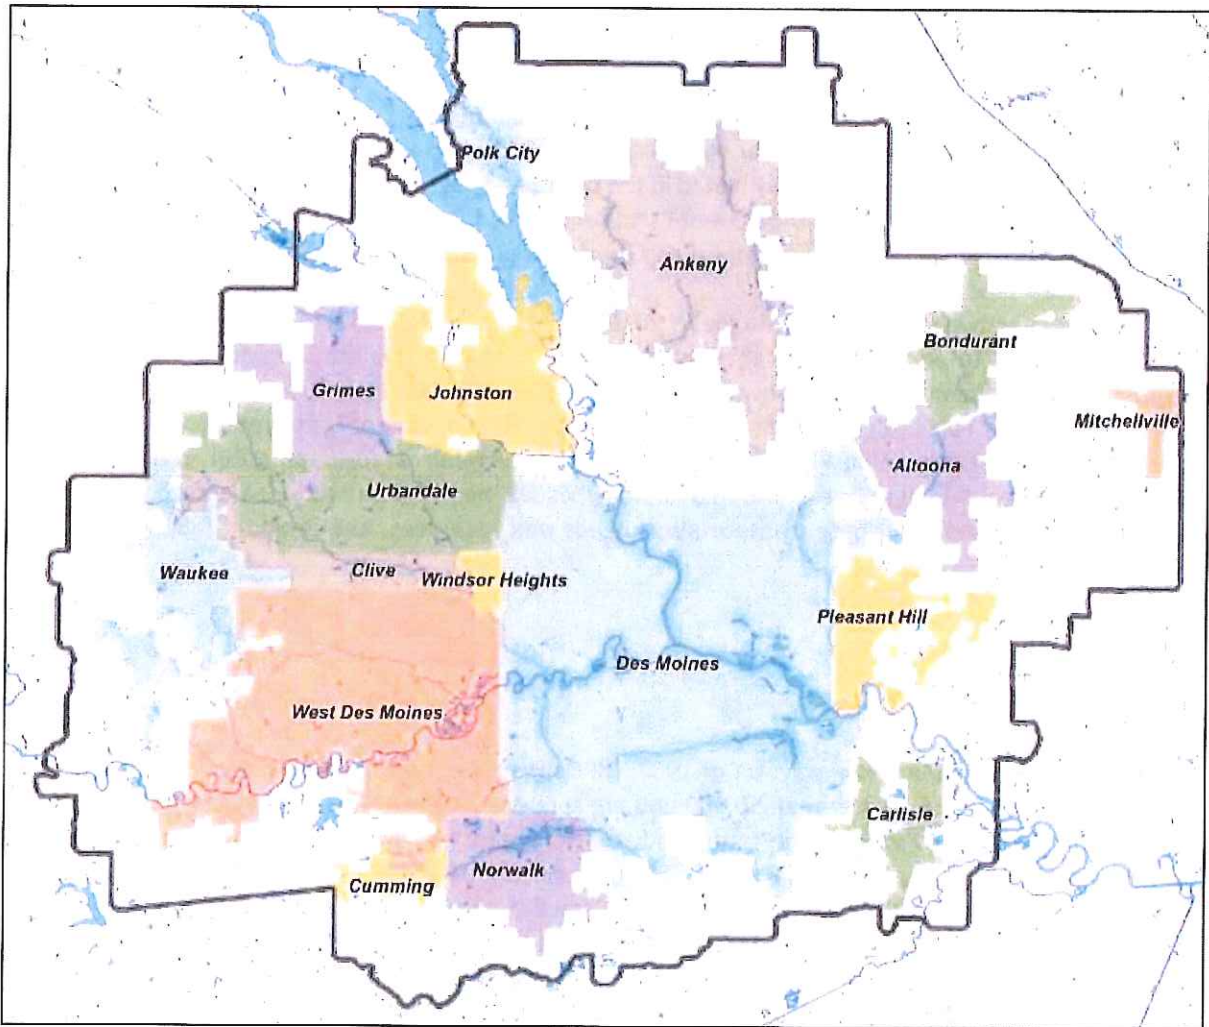 Polk City
Ankeny
Bondurant
Grimes
Johnston
Mitchellville
Altoona
Urbandale
Waukee
Clive
Windsor Heights
Pleasant Hill
Des Moines
West Des Moines
Carlisle
Norwalk
Cumming